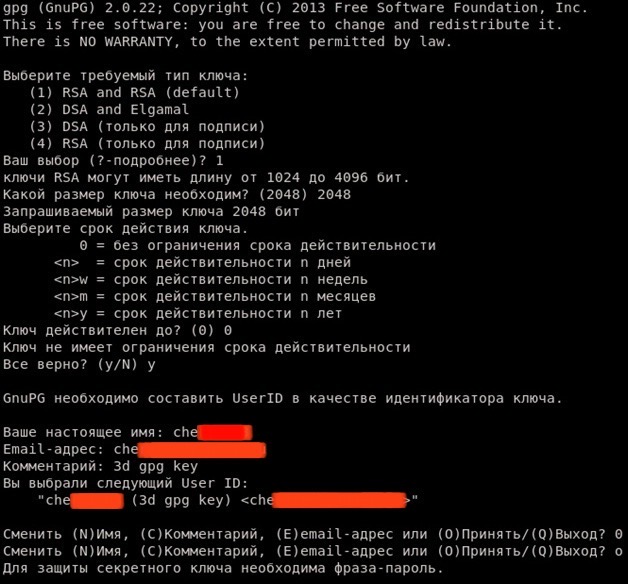 gpg (GnuPG) 2.0.22; Copyright (C) 2013 Free Software Foundation, Inc.
This is free software: you are free to change and redistribute it.
There is NO WARRANTY, to the extent permitted by law.
Выберите требуемый тип ключа:
(1) RSA and RSA (default)
(2) DSA and Elgamal
(3) DSA (только для подписи)
(4) RSA (только для подписи)
Ваш выбор (?-подробнее)? 1
ключи RSA могут иметь длину от 1024 до 4096 бит.
Какой размер ключа необходим? (2048) 2048
Запрашиваемый размер ключа 2048 бит
Выберите срок действия ключа.
0 = без ограничения срока действительности
<n>  = срок действительности n дней
<n>w = срок действительности n недель
<n>m = срок действительности n месяцев
<n>y = срок действительности n лет
Ключ действителен до? (0) 0
Ключ не имеет ограничения срока действительности
Все верно? (y/N) y
GnuPG необходимо составить UserID в качестве идентификатора ключа.
Ваше настоящее имя: che
Email-адрес: che
Комментарий: 3d gpg key
Вы выбрали следующий User ID:
"che (3d gpg key) <che>"
Сменить (N)Имя, (C)Комментарий, (E)email-адрес или (O)Принять/(Q)Выход? 0
Сменить (N)Имя, (C)Комментарий, (E)email-адрес или (O)Принять/(Q)Выход? o
Для защиты секретного ключа необходима фраза-пароль.